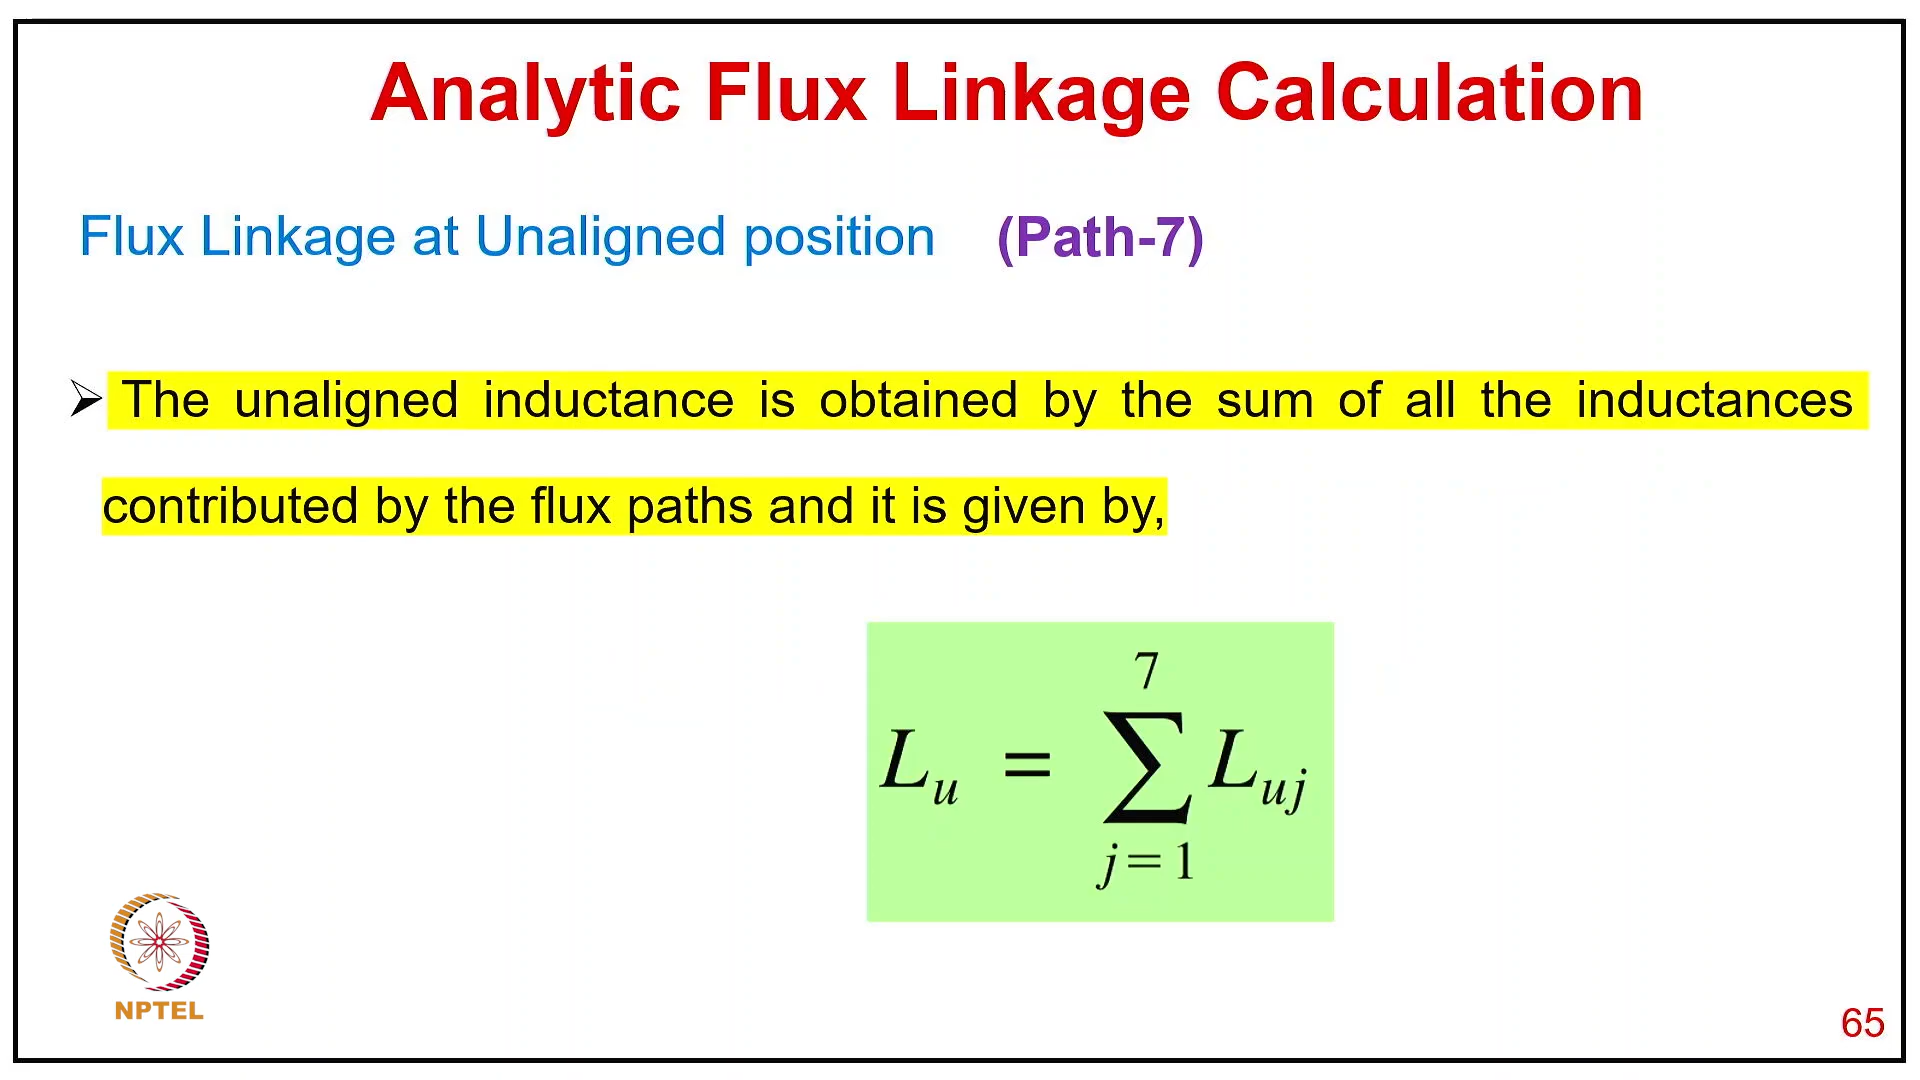 Analytic Flux Linkage Calculation
Flux Linkage at Unaligned position (Path-7)
➢ The unaligned inductance is obtained by the sum of all the inductances
contributed by the flux paths and it is given by,
7
L_u = ∑ L_uj
j = 1
NPTEL
65